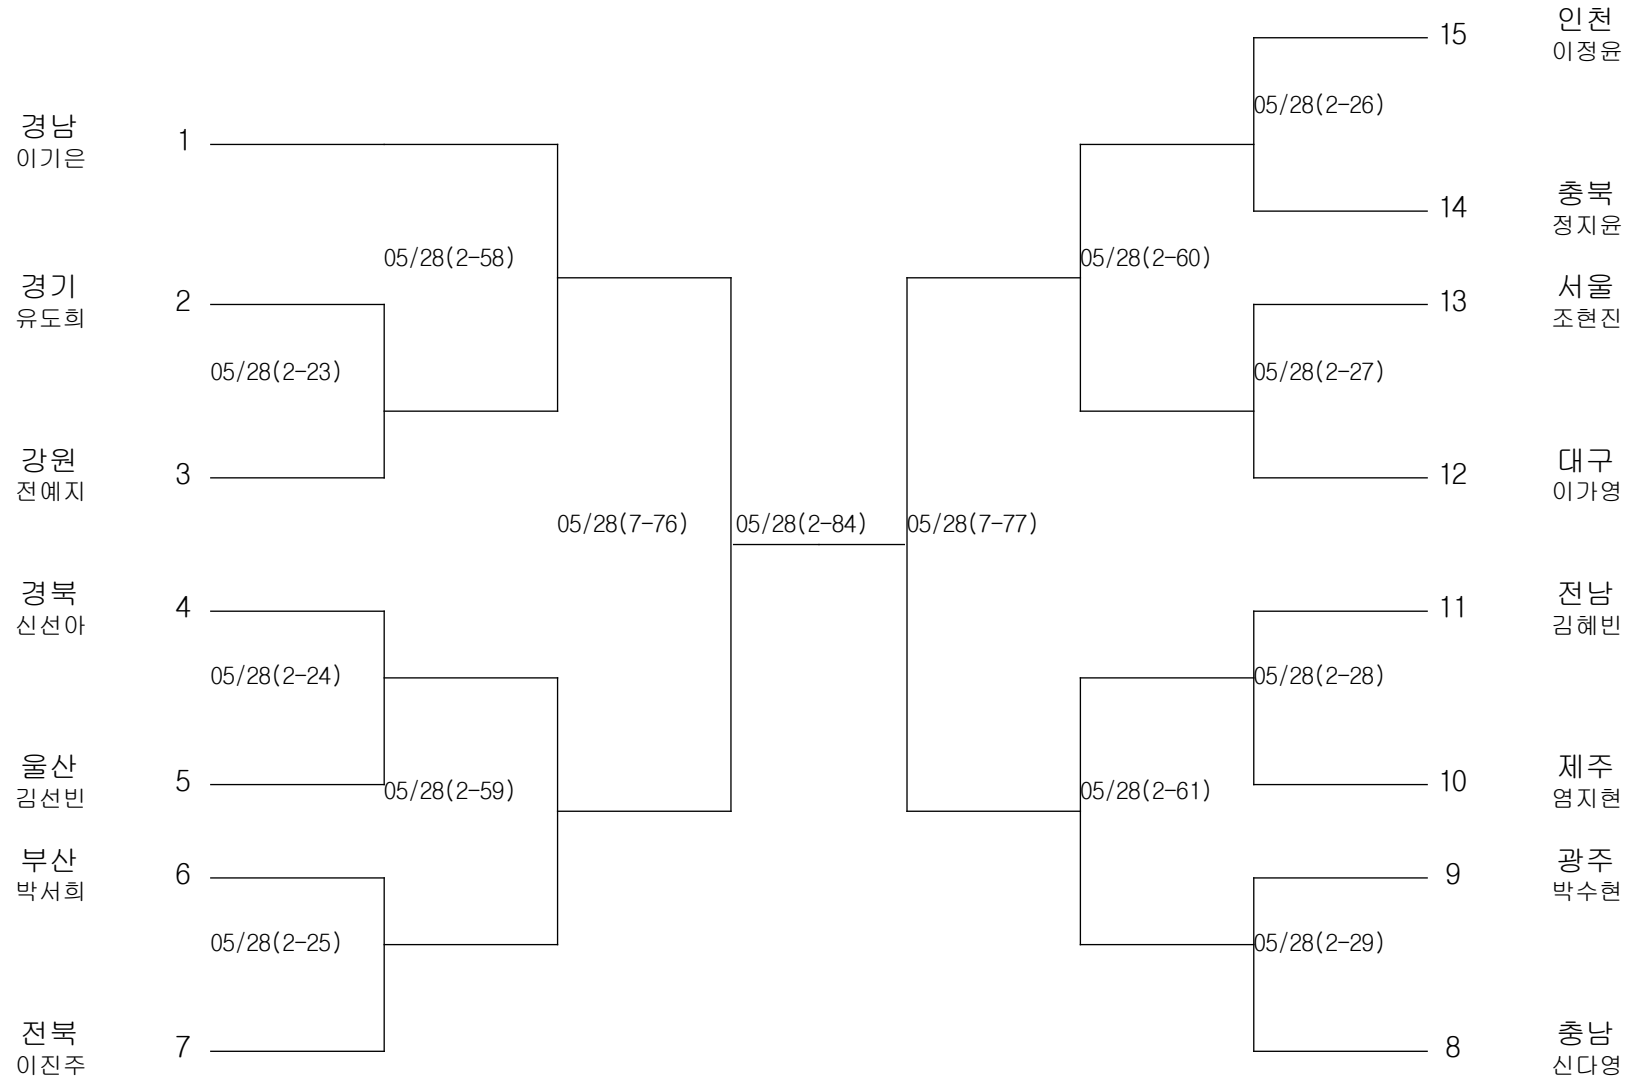 경남
이기은
1
05/28(2-58)
경기
유도희
2
05/28(2-23)
강원
전예지
3
05/28(7-76)
경북
신선아
4
05/28(2-24)
울산
김선빈
5
05/28(2-59)
부산
박서희
6
05/28(2-25)
전북
이진주
7
05/28(2-84)
15
인천
이정윤
05/28(2-26)
14
충북
정지윤
05/28(2-60)
13
서울
조현진
05/28(2-27)
12
대구
이가영
05/28(7-77)
11
전남
김혜빈
05/28(2-28)
10
제주
염지현
05/28(2-61)
9
광주
박수현
05/28(2-29)
8
충남
신다영